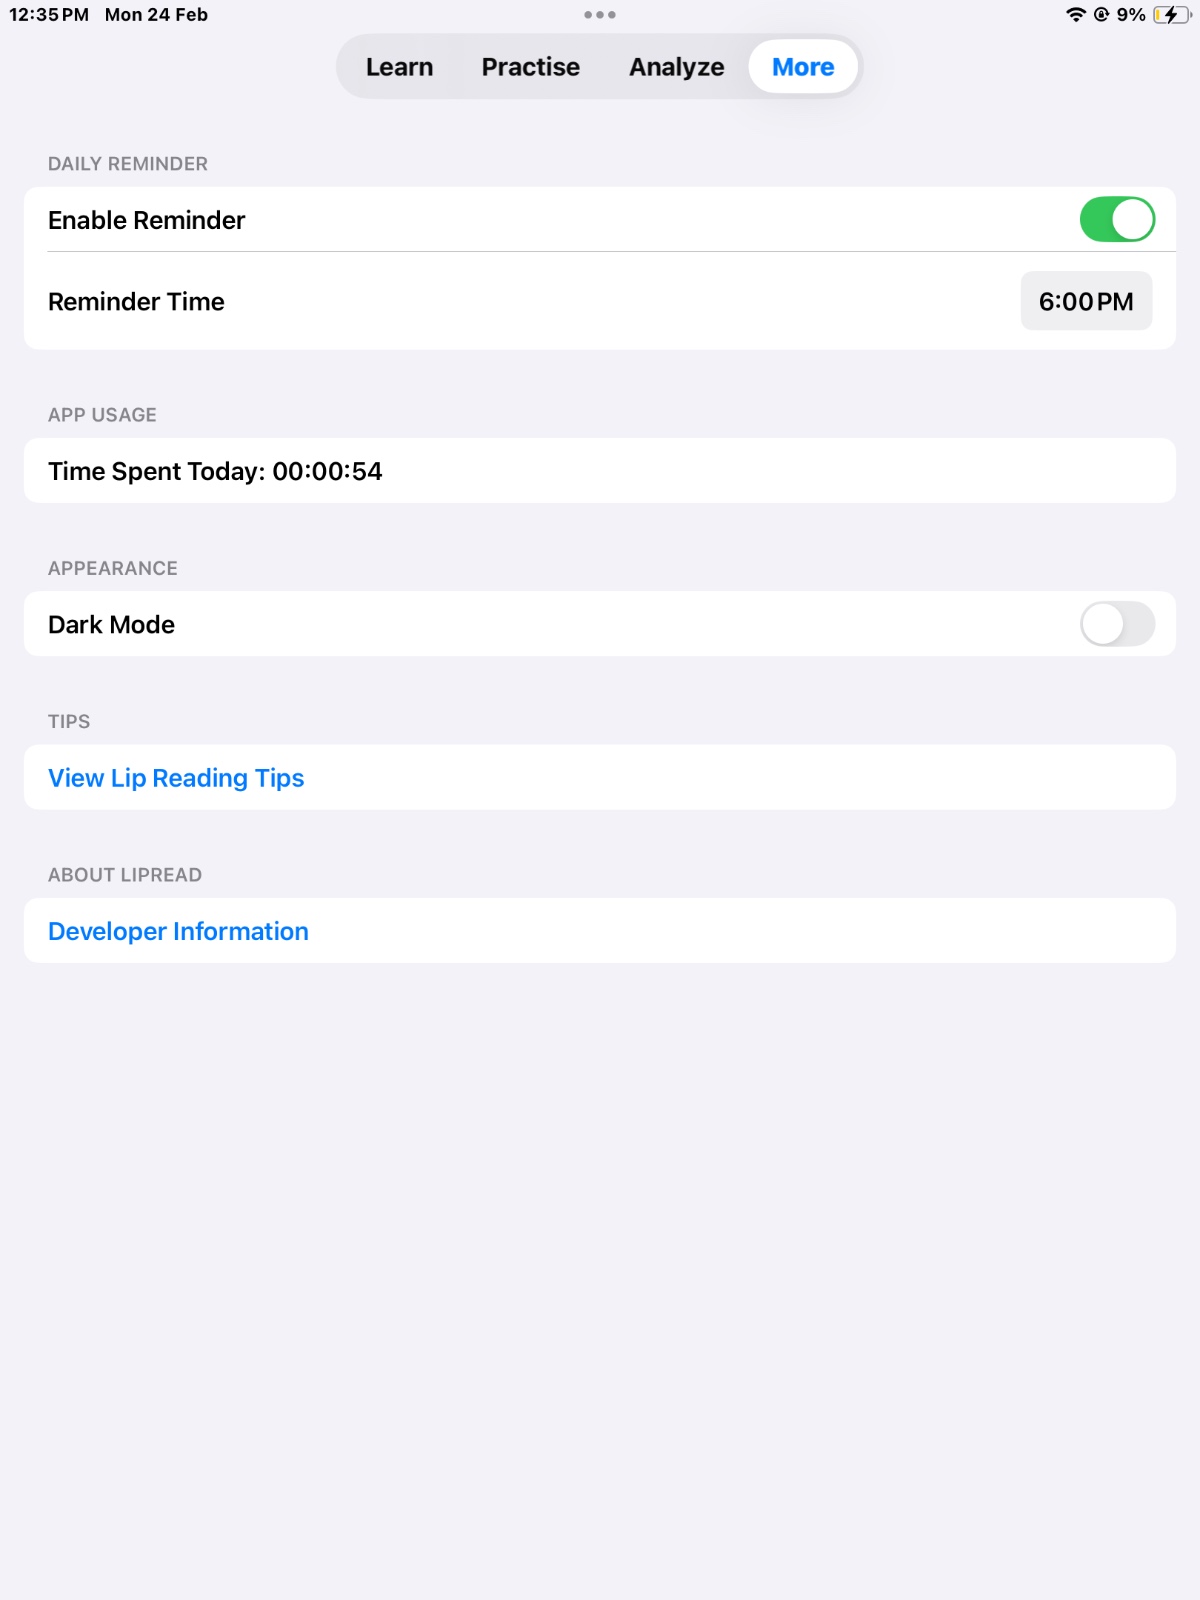 12:35 PM Mon 24 Feb 9%
Learn Practise Analyze More
DAILY REMINDER
Enable Reminder
Reminder Time 6:00 PM
APP USAGE
Time Spent Today: 00:00:54
APPEARANCE
Dark Mode
TIPS
View Lip Reading Tips
ABOUT LIPREAD
Developer Information